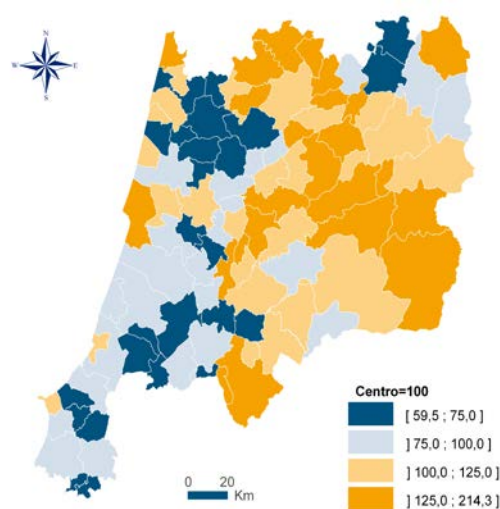 N
W E
S
Centro=100
[ 59,5 ; 75,0 ]
] 75,0 ; 100,0 ]
] 100,0 ; 125,0 ]
] 125,0 ; 214,3 ]
0 20
Km